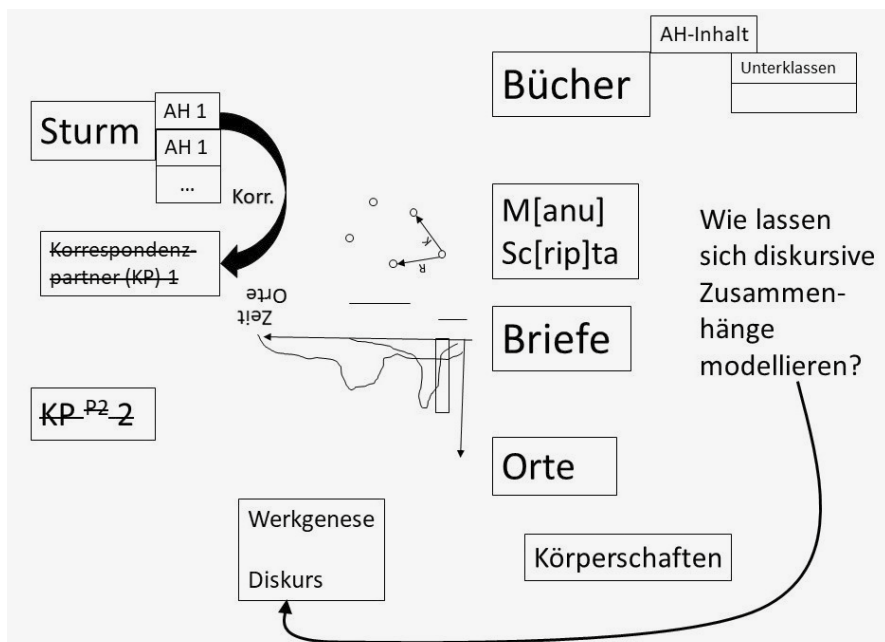 AH-Inhalt
Bücher
Unterklassen
Sturm
AH 1
AH 1
...
Korr.
Korrespondenz-
partner (KP) 1
M[anu]
Sc[rip]ta
Wie lassen
sich diskursive
Zusammen-
hänge
modellieren?
R
Zeit
Orte
Briefe
KP P2 2
Orte
Werkgenese
Diskurs
Körperschaften